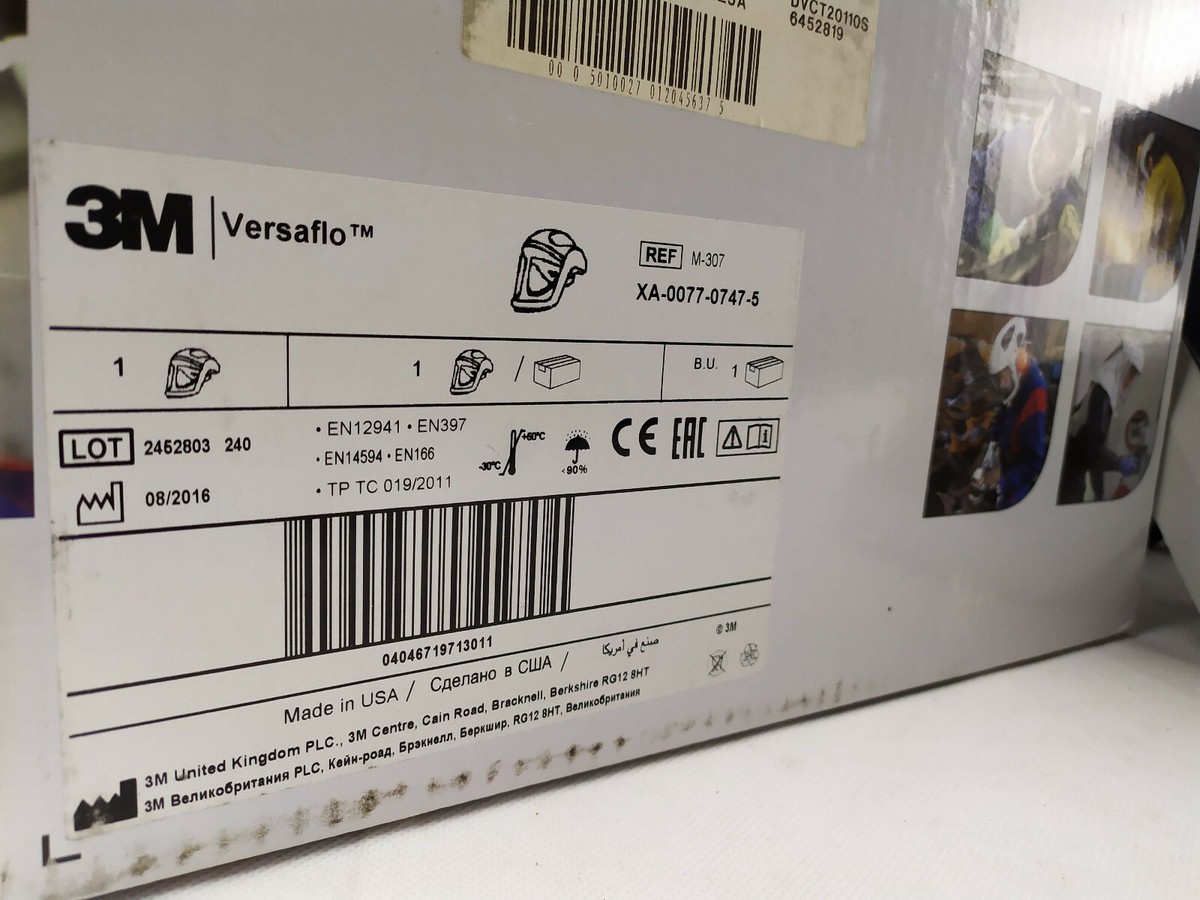 DVCT20110S
6452819
00 0 5010027 012045637 5
3M Versaflo™
REF M-307
XA-0077-0747-5
1
1 /
B.U. 1
LOT 2452803 240
• EN12941 • EN397
• EN14594 • EN166
• TP TC 019/2011
08/2016
-30°C +50°C
<90%
CE EAC
04046719713011
Made in USA / Сделано в США / صنع في أمريكا
© 3M
3M United Kingdom PLC., 3M Centre, Cain Road, Bracknell, Berkshire RG12 8HT
3M Великобритания PLC, Кейн-роад, Брэкнелл, Беркшир, RG12 8HT, Великобритания